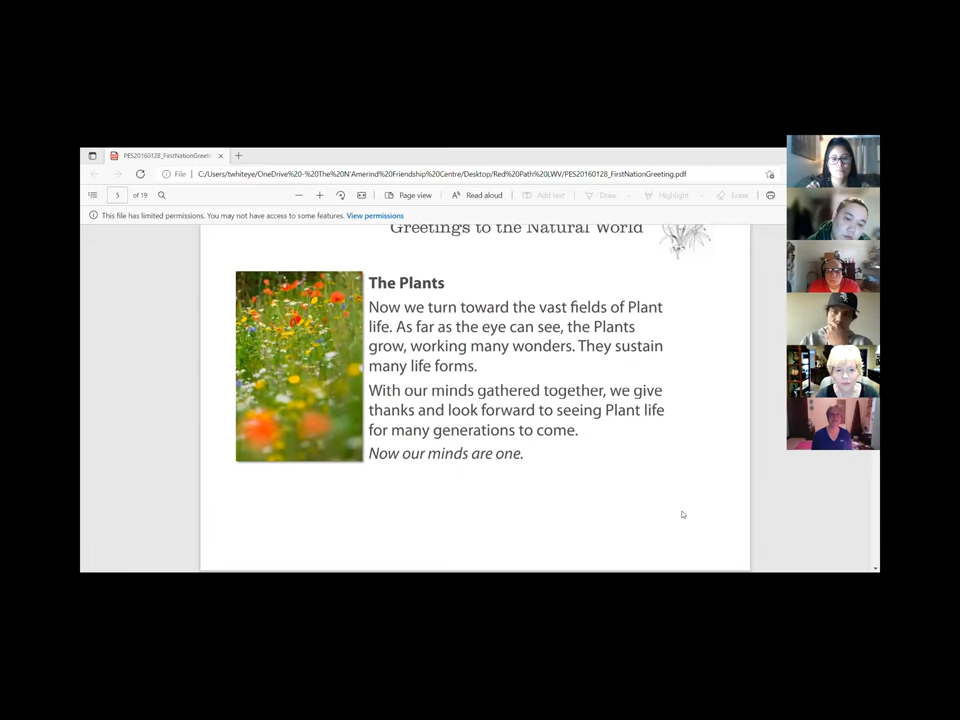 PES20160128_FirstNationGreetin
File
C:/Users/twhiteye/OneDrive%20-%20The%20N'Amerind%20Friendship%20Centre/Desktop/Red%20Path%20LWV/PES20160128_FirstNationGreeting.pdf
5 of 19 Page view Read aloud Add text Draw Highlight Erase
This file has limited permissions. You may not have access to some features. View permissions
Greetings to the Natural World
The Plants
Now we turn toward the vast fields of Plant
life. As far as the eye can see, the Plants
grow, working many wonders. They sustain
many life forms.
With our minds gathered together, we give
thanks and look forward to seeing Plant life
for many generations to come.
Now our minds are one.